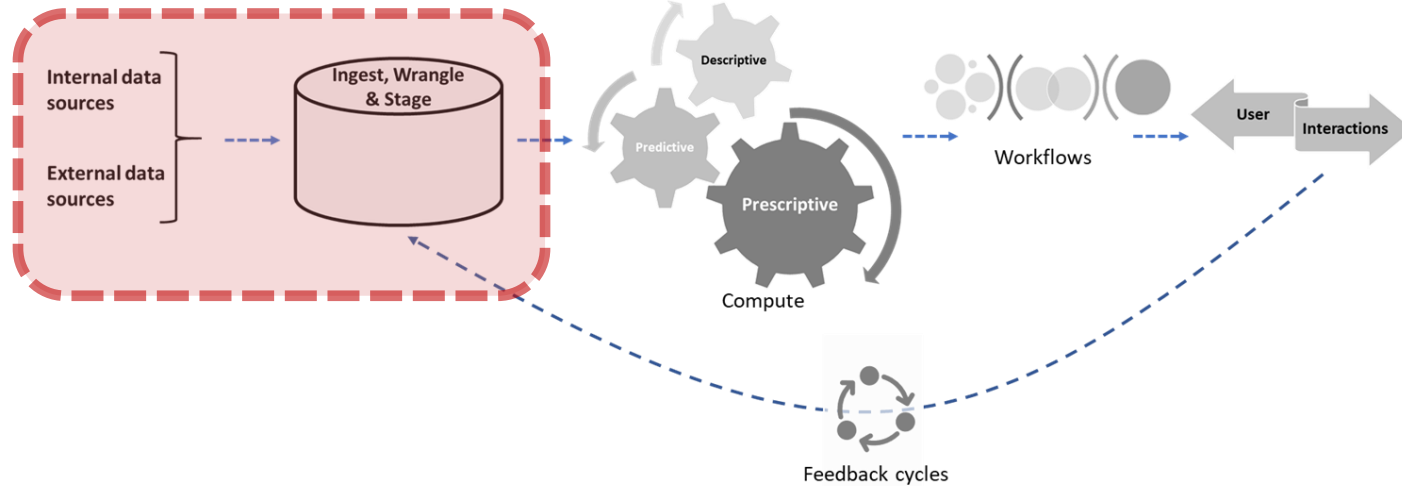 Internal data
sources
External data
sources
Ingest, Wrangle
& Stage
Descriptive
Predictive
Prescriptive
Compute
Workflows
User
Interactions
Feedback cycles